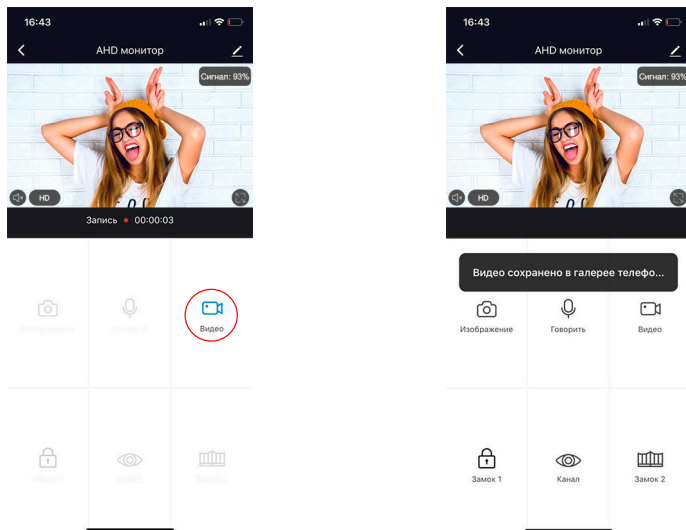 16:43
AHD монитор
Сигнал: 93%
HD
Запись 00:00:03
Видео
16:43
AHD монитор
Сигнал: 93%
HD
Видео сохранено в галерее телефо...
Изображение Говорить Видео
Замок 1 Канал Замок 2